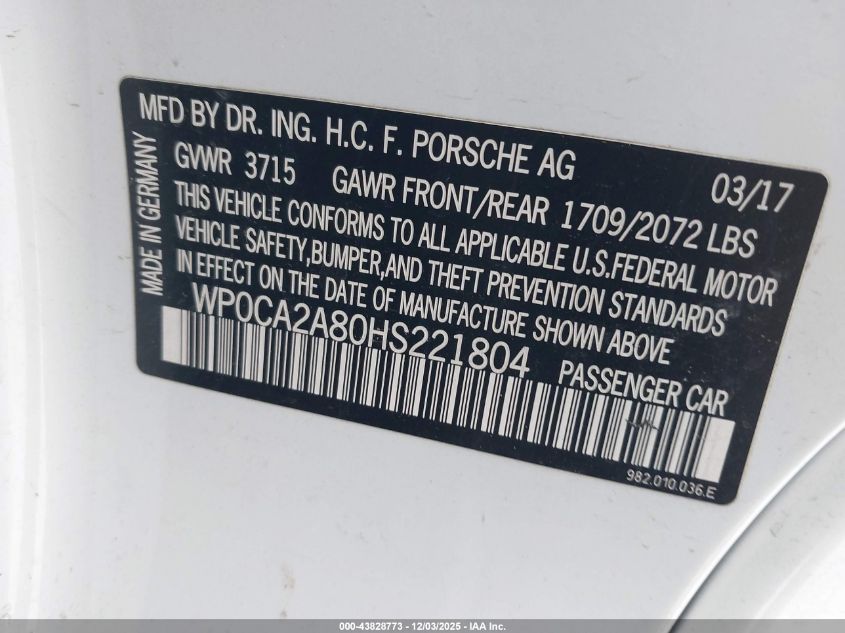 MFD BY DR. ING. H.C. F. PORSCHE AG 03/17
GVWR 3715 GAWR FRONT/REAR 1709/2072 LBS
THIS VEHICLE CONFORMS TO ALL APPLICABLE U.S.FEDERAL MOTOR
VEHICLE SAFETY,BUMPER,AND THEFT PREVENTION STANDARDS
IN EFFECT ON THE DATE OF MANUFACTURE SHOWN ABOVE
WP0CA2A80HS221804 PASSENGER CAR
982.010.036.E
MADE IN GERMANY
000-43828773 - 12/03/2025 - IAA Inc.